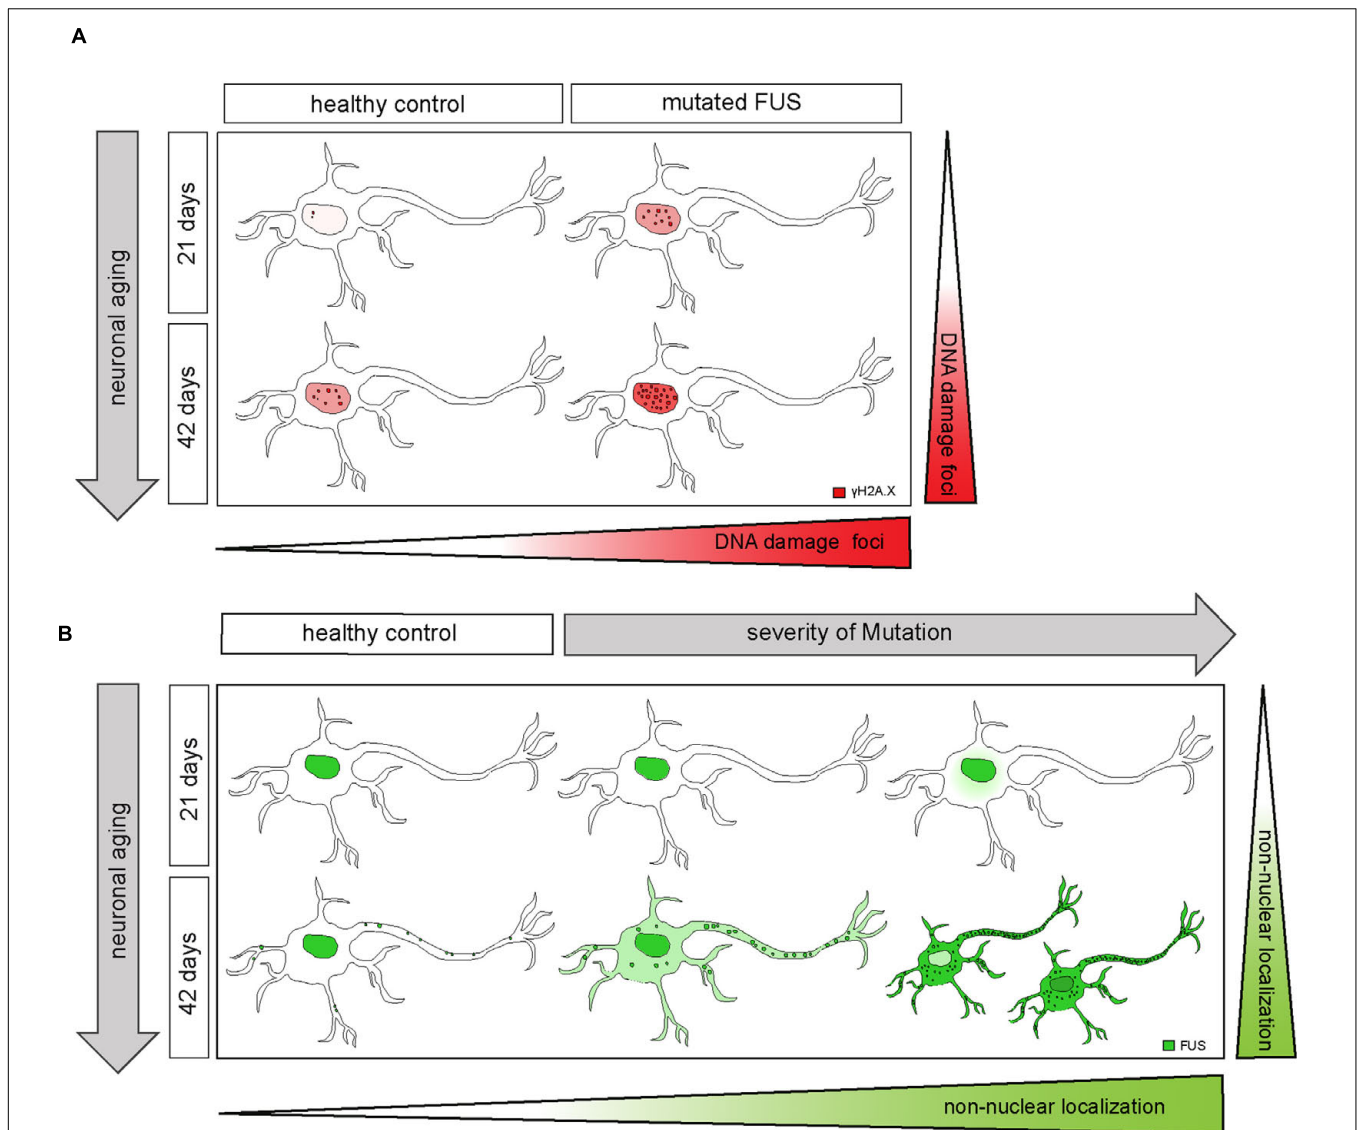 A
healthy control
mutated FUS
neuronal aging
21 days
42 days
DNA damage foci
γH2A.X
DNA damage foci
B
healthy control
severity of Mutation
neuronal aging
21 days
42 days
non-nuclear localization
FUS
non-nuclear localization